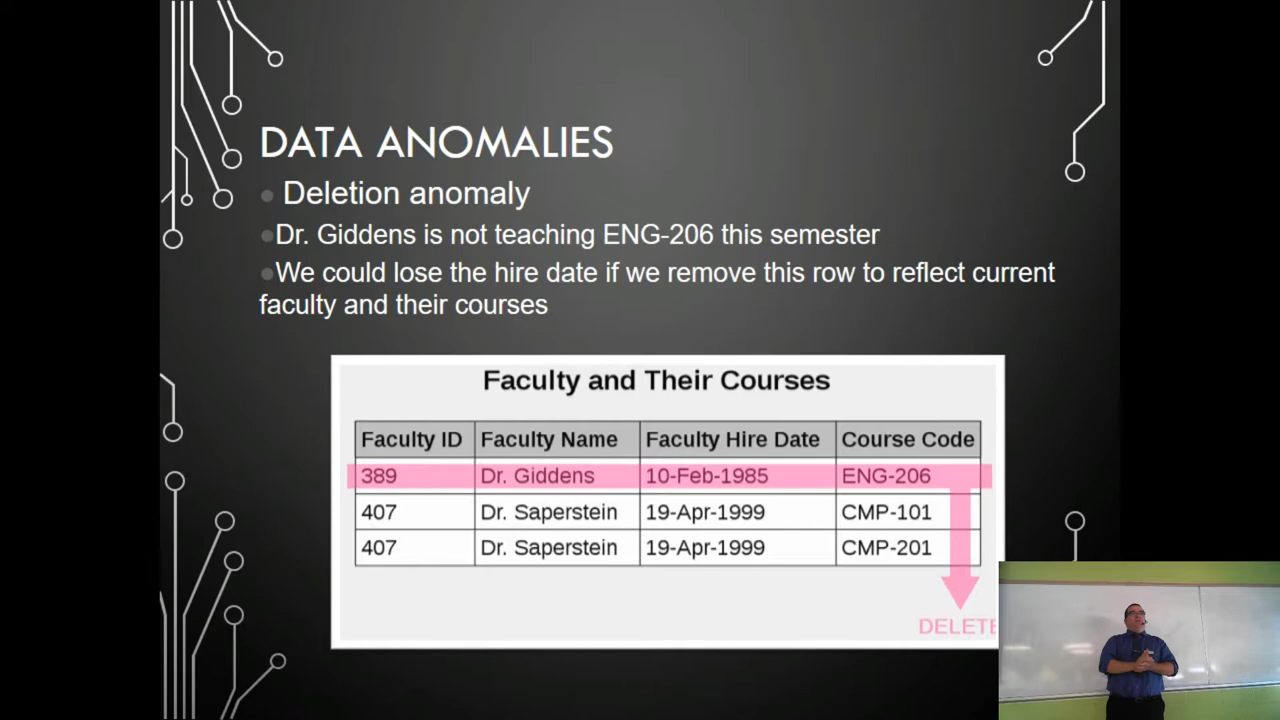 DATA ANOMALIES
Deletion anomaly
Dr. Giddens is not teaching ENG-206 this semester
We could lose the hire date if we remove this row to reflect current
faculty and their courses
Faculty and Their Courses
Faculty ID Faculty Name Faculty Hire Date Course Code
389 Dr. Giddens 10-Feb-1985 ENG-206
407 Dr. Saperstein 19-Apr-1999 CMP-101
407 Dr. Saperstein 19-Apr-1999 CMP-201
DELETE